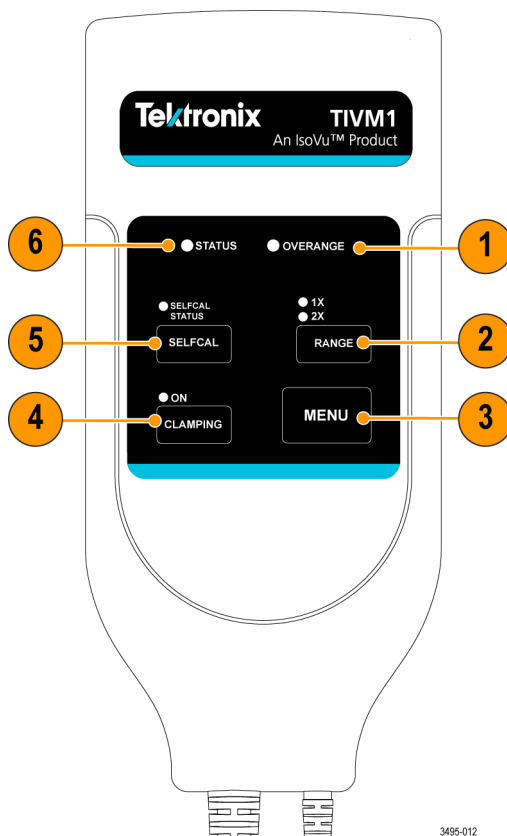 Tektronix
TIVM1
An IsoVu™ Product
6
STATUS
OVERANGE
1
SELFCAL
STATUS
1X
2X
5
SELFCAL
RANGE
2
ON
4
CLAMPING
MENU
3
3495-012